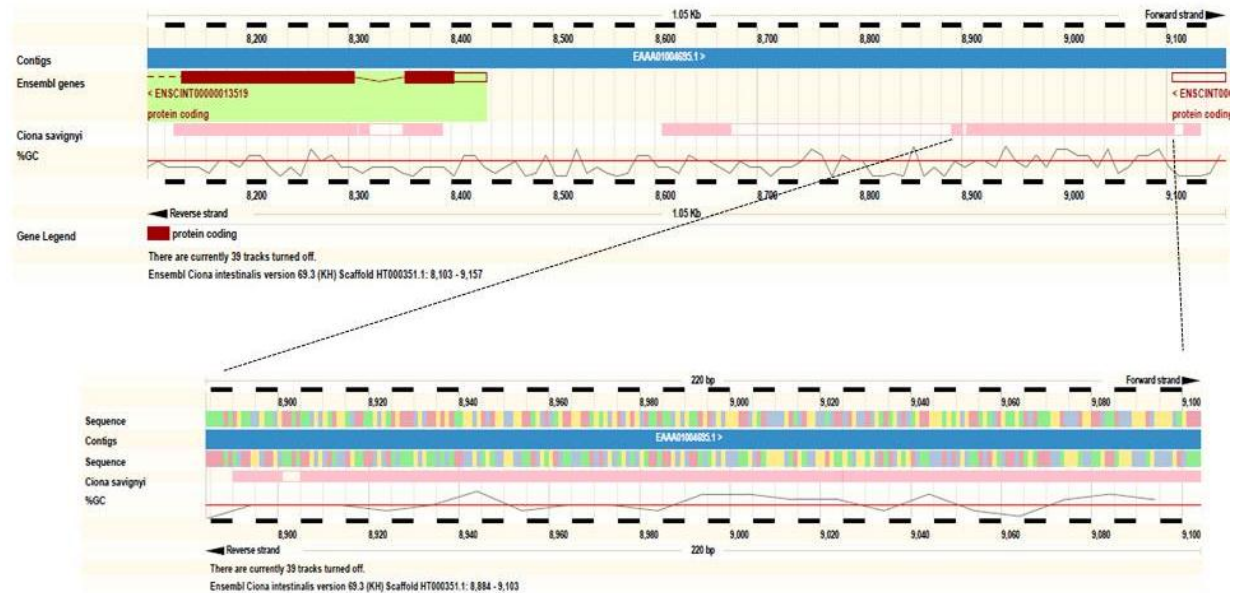 1.05 Kb Forward strand
8,200 8,300 8,400 8,500 8,600 8,700 8,800 8,900 9,000 9,100
Contigs EAAA01004695.1 >
Ensembl genes
< ENSCINT00000013519 < ENSCINT00
protein coding protein coding
Ciona savignyi
%GC
8,200 8,300 8,400 8,500 8,600 8,700 8,800 8,900 9,000 9,100
Reverse strand 1.05 Kb
Gene Legend protein coding
There are currently 39 tracks turned off.
Ensembl Ciona intestinalis version 69.3 (KH) Scaffold HT000351.1: 8,103 - 9,157
220 bp Forward strand
8,900 8,920 8,940 8,960 8,980 9,000 9,020 9,040 9,060 9,080 9,100
Sequence
Contigs EAAA01004695.1 >
Sequence
Ciona savignyi
%GC
8,900 8,920 8,940 8,960 8,980 9,000 9,020 9,040 9,060 9,080 9,100
Reverse strand 220 bp
There are currently 39 tracks turned off.
Ensembl Ciona intestinalis version 69.3 (KH) Scaffold HT000351.1: 8,884 - 9,103